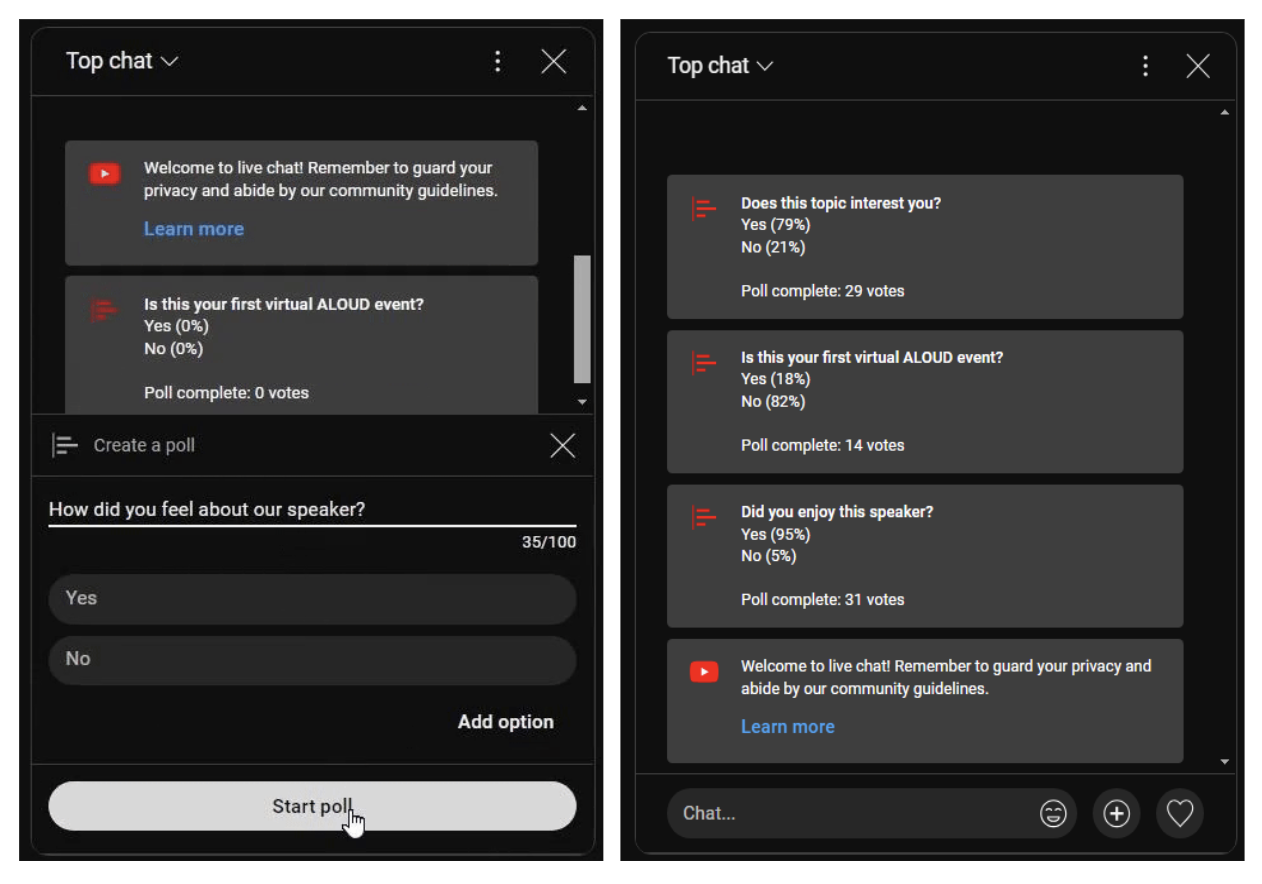 Top chat
Welcome to live chat! Remember to guard your
privacy and abide by our community guidelines.
Learn more
Is this your first virtual ALOUD event?
Yes (0%)
No (0%)
Poll complete: 0 votes
Create a poll
How did you feel about our speaker?
35/100
Yes
No
Add option
Start poll
Top chat
Does this topic interest you?
Yes (79%)
No (21%)
Poll complete: 29 votes
Is this your first virtual ALOUD event?
Yes (18%)
No (82%)
Poll complete: 14 votes
Did you enjoy this speaker?
Yes (95%)
No (5%)
Poll complete: 31 votes
Welcome to live chat! Remember to guard your privacy and
abide by our community guidelines.
Learn more
Chat...